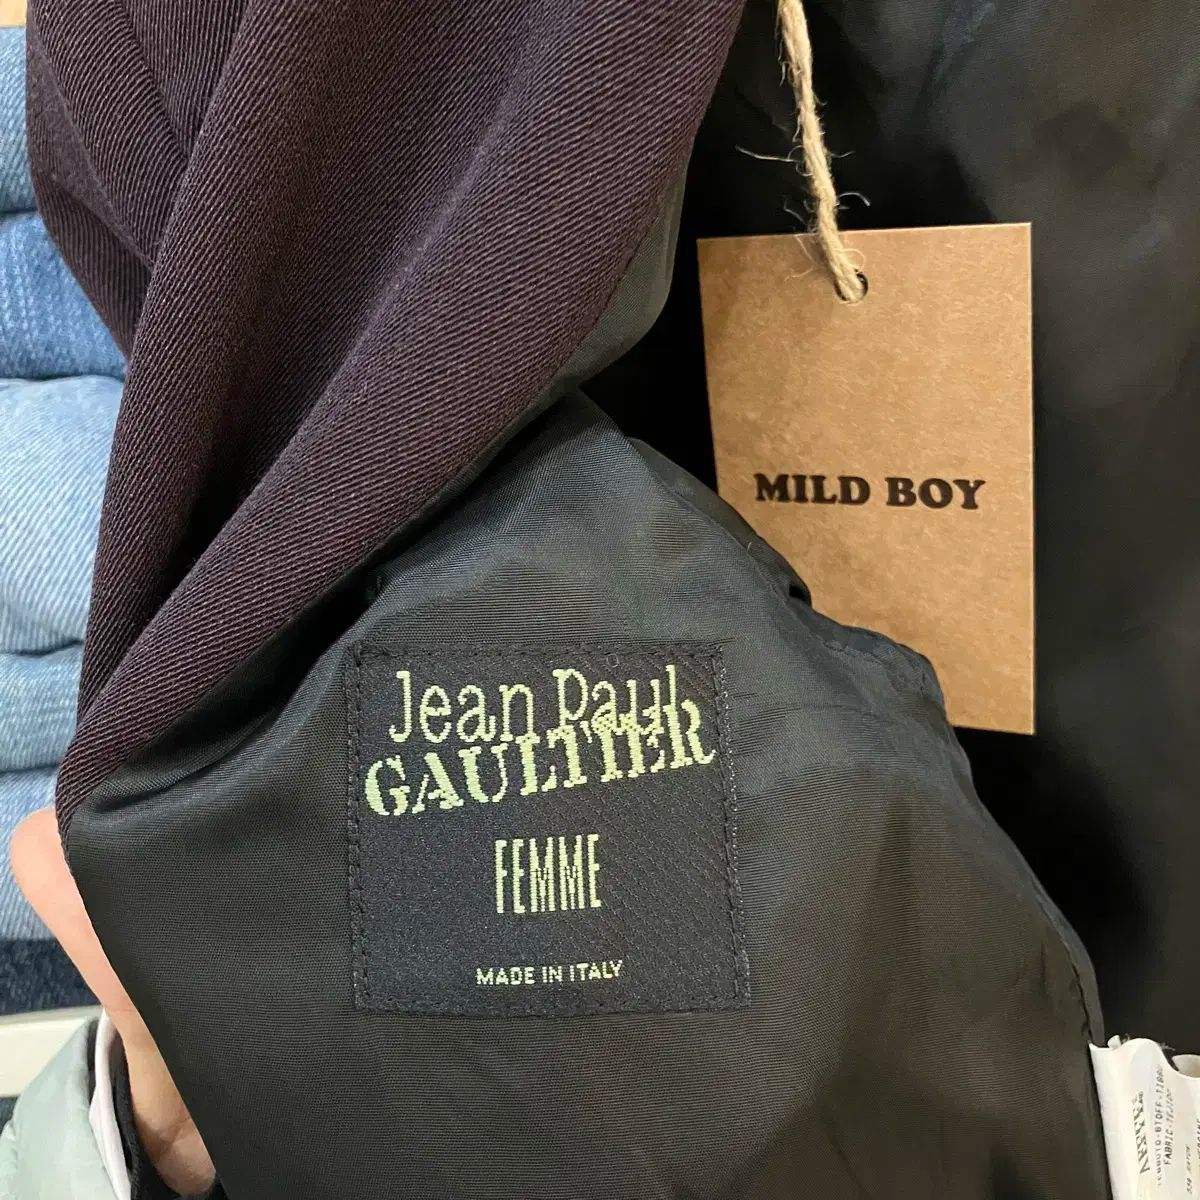 MILD BOY
Jean Paul
GAULTIER
FEMME
MADE IN ITALY